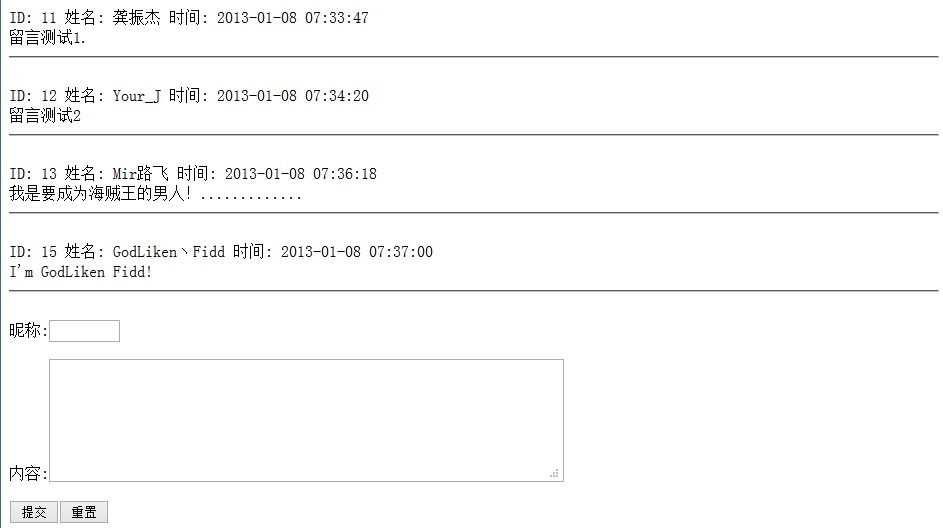 ID: 11 姓名: 龚振杰 时间: 2013-01-08 07:33:47
留言测试1.
ID: 12 姓名: Your_J 时间: 2013-01-08 07:34:20
留言测试2
ID: 13 姓名: Mir路飞 时间: 2013-01-08 07:36:18
我是要成为海贼王的男人！.............
ID: 15 姓名: GodLiken丶Fidd 时间: 2013-01-08 07:37:00
I'm GodLiken Fidd!
昵称:
内容:
提交 重置